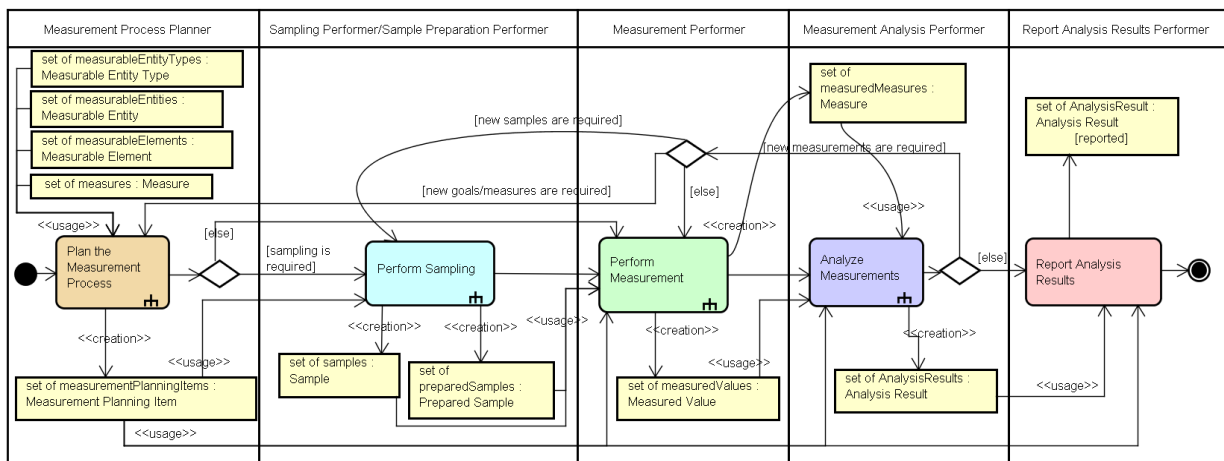 Measurement Process Planner
Sampling Performer/Sample Preparation Performer
Measurement Performer
Measurement Analysis Performer
Report Analysis Results Performer
set of measurableEntityTypes :
Measurable Entity Type
set of measurableEntities :
Measurable Entity
set of measurableElements :
Measurable Element
set of measures : Measure
<<usage>>
Plan the
Measurement
Process
[else]
[sampling is
required]
<<creation>>
<<usage>>
set of measurementPlanningItems :
Measurement Planning Item
<<usage>>
[new samples are required]
[new goals/measures are required]
Perform Sampling
<<creation>>
<<creation>>
<<usage>>
set of samples :
Sample
set of
preparedSamples :
Prepared Sample
[else]
<<creation>>
Perform
Measurement
<<creation>>
<<usage>>
set of measuredValues :
Measured Value
set of
measuredMeasures :
Measure
[new measurements are required]
<<usage>>
Analyze
Measurements
[else]
<<creation>>
set of AnalysisResults :
Analysis Result
<<usage>>
set of AnalysisResult :
Analysis Result
[reported]
Report Analysis
Results